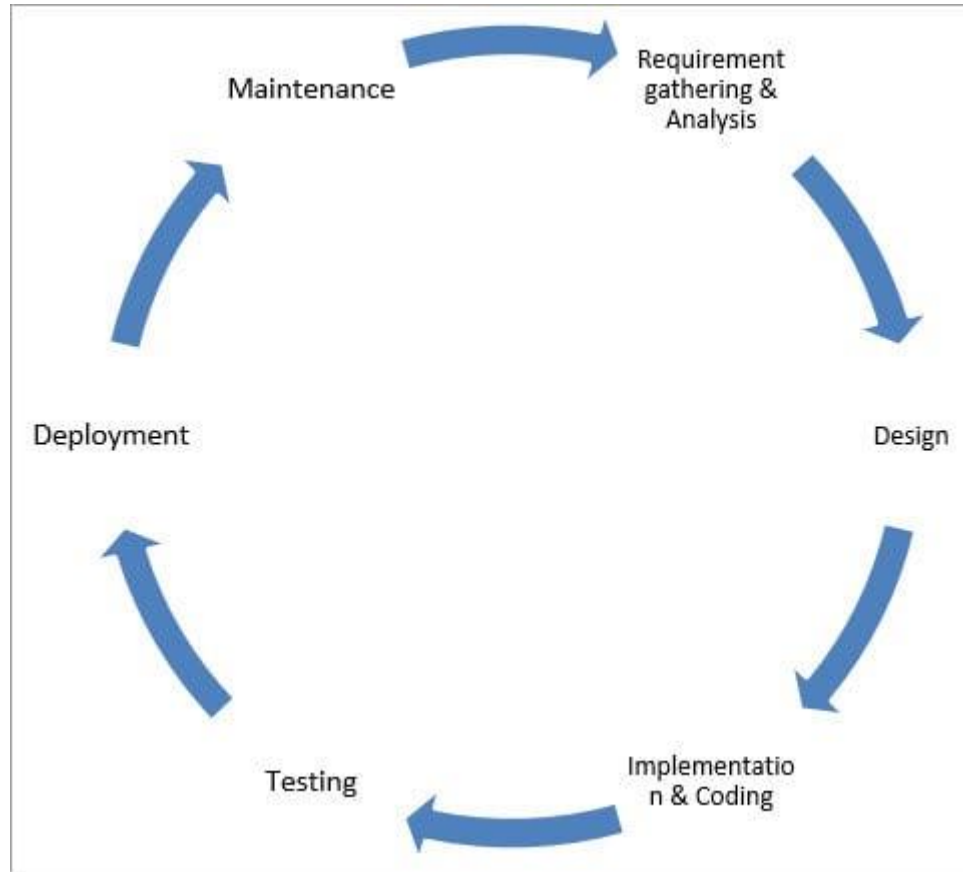 Maintenance
Requirement
gathering &
Analysis
Deployment
Design
Testing
Implementatio
n & Coding